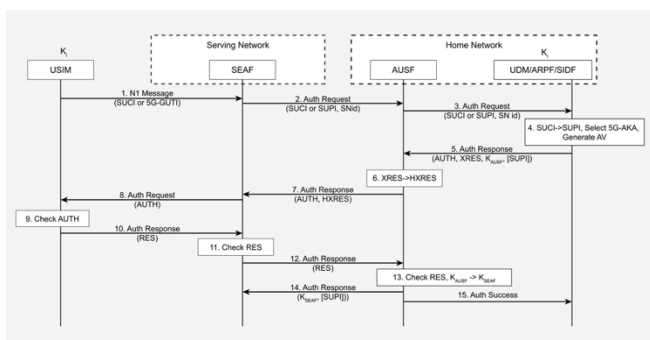 Serving Network
Home Network
Kᵢ
Kᵢ
USIM
SEAF
AUSF
UDM/ARPF/SIDF
1. N1 Message
(SUCI or 5G-GUTI)
2. Auth Request
(SUCI or SUPI, SNid)
3. Auth Request
(SUCI or SUPI, SN id)
4. SUCI->SUPI, Select 5G-AKA,
Generate AV
5. Auth Response
(AUTH, XRES, K_AUSF, [SUPI])
6. XRES->HXRES
7. Auth Response
(AUTH, HXRES)
8. Auth Request
(AUTH)
9. Check AUTH
10. Auth Response
(RES)
11. Check RES
12. Auth Response
(RES)
13. Check RES, K_AUSF -> K_SEAF
14. Auth Response
(K_SEAF, [SUPI]))
15. Auth Success